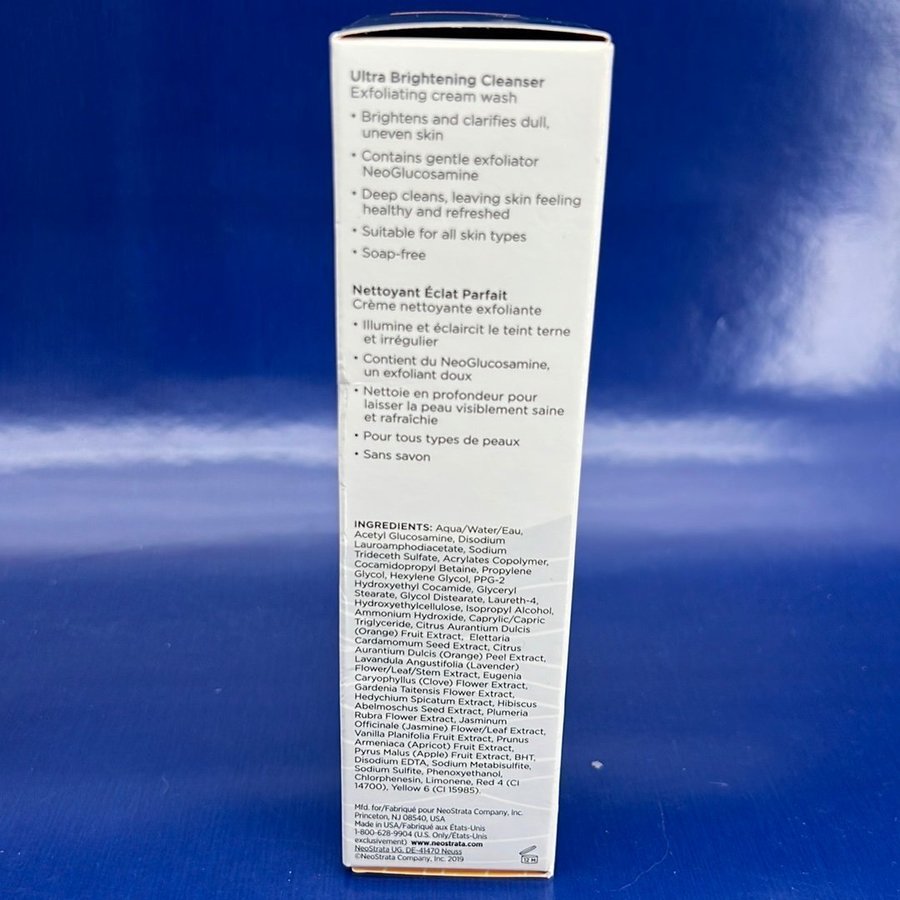 Ultra Brightening Cleanser
Exfoliating cream wash
• Brightens and clarifies dull,
uneven skin
• Contains gentle exfoliator
NeoGlucosamine
• Deep cleans, leaving skin feeling
healthy and refreshed
• Suitable for all skin types
• Soap-free
Nettoyant Éclat Parfait
Crème nettoyante exfoliante
• Illumine et éclaircit le teint terne
et irrégulier
• Contient du NeoGlucosamine,
un exfoliant doux
• Nettoie en profondeur pour
laisser la peau visiblement saine
et rafraîchie
• Pour tous types de peaux
• Sans savon
INGREDIENTS: Aqua/Water/Eau,
Acetyl Glucosamine, Disodium
Lauroamphodiacetate, Sodium
Trideceth Sulfate, Acrylates Copolymer,
Cocamidopropyl Betaine, Propylene
Glycol, Hexylene Glycol, PPG-2
Hydroxyethyl Cocamide, Glyceryl
Stearate, Glycol Distearate, Laureth-4,
Hydroxyethylcellulose, Isopropyl Alcohol,
Ammonium Hydroxide, Caprylic/Capric
Triglyceride, Citrus Aurantium Dulcis
(Orange) Fruit Extract, Elettaria
Cardamomum Seed Extract, Citrus
Aurantium Dulcis (Orange) Peel Extract,
Lavandula Angustifolia (Lavender)
Flower/Leaf/Stem Extract, Eugenia
Caryophyllus (Clove) Flower Extract,
Gardenia Taitensis Flower Extract,
Hedychium Spicatum Extract, Hibiscus
Abelmoschus Seed Extract, Plumeria
Rubra Flower Extract, Jasminum
Officinale (Jasmine) Flower/Leaf Extract,
Vanilla Planifolia Fruit Extract, Prunus
Armeniaca (Apricot) Fruit Extract,
Pyrus Malus (Apple) Fruit Extract, BHT,
Disodium EDTA, Sodium Metabisulfite,
Sodium Sulfite, Phenoxyethanol,
Chlorphenesin, Limonene, Red 4 (CI
14700), Yellow 6 (CI 15985).
Mfd. for/Fabriqué pour NeoStrata Company, Inc.
Princeton, NJ 08540, USA
Made in USA/Fabriqué aux États-Unis
1-800-628-9904 (U.S. Only/États-Unis
exclusivement) www.neostrata.com
NeoStrata UG, DE-41470 Neuss
©NeoStrata Company, Inc. 2019
12 M